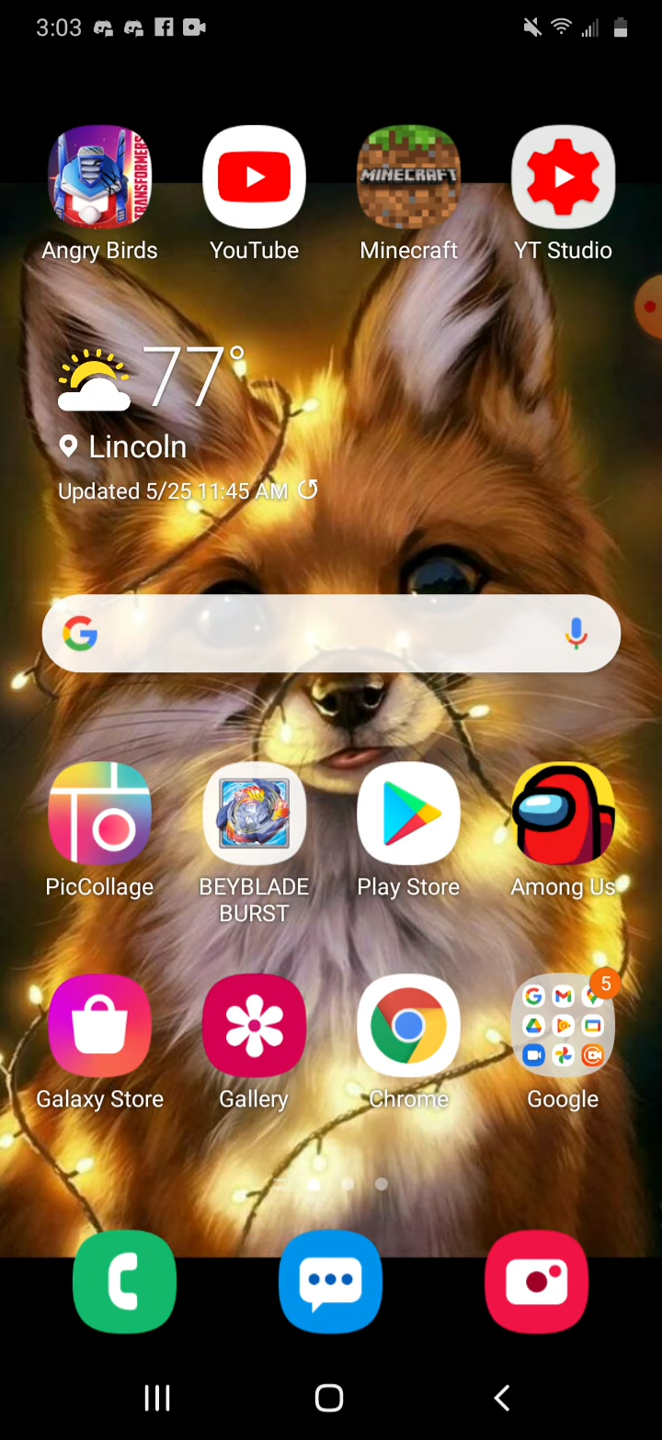 3:03
TRANSFORMERS
MINECRAFT
Angry Birds
YouTube
Minecraft
YT Studio
77°
Lincoln
Updated 5/25 11:45 AM
PicCollage
BEYBLADE
BURST
Play Store
Among Us
5
Galaxy Store
Gallery
Chrome
Google